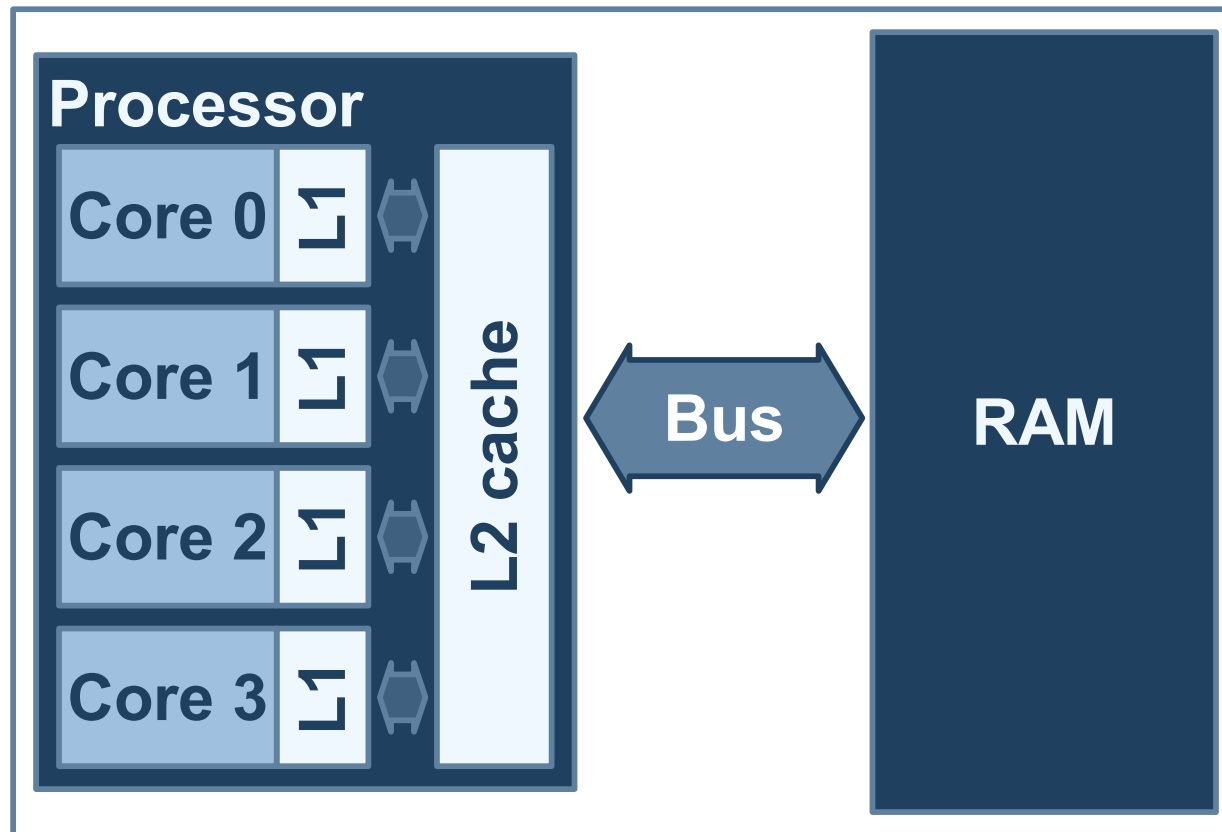 Processor
Core 0 L1
Core 1 L1
Core 2 L1
Core 3 L1
L2 cache
Bus
RAM